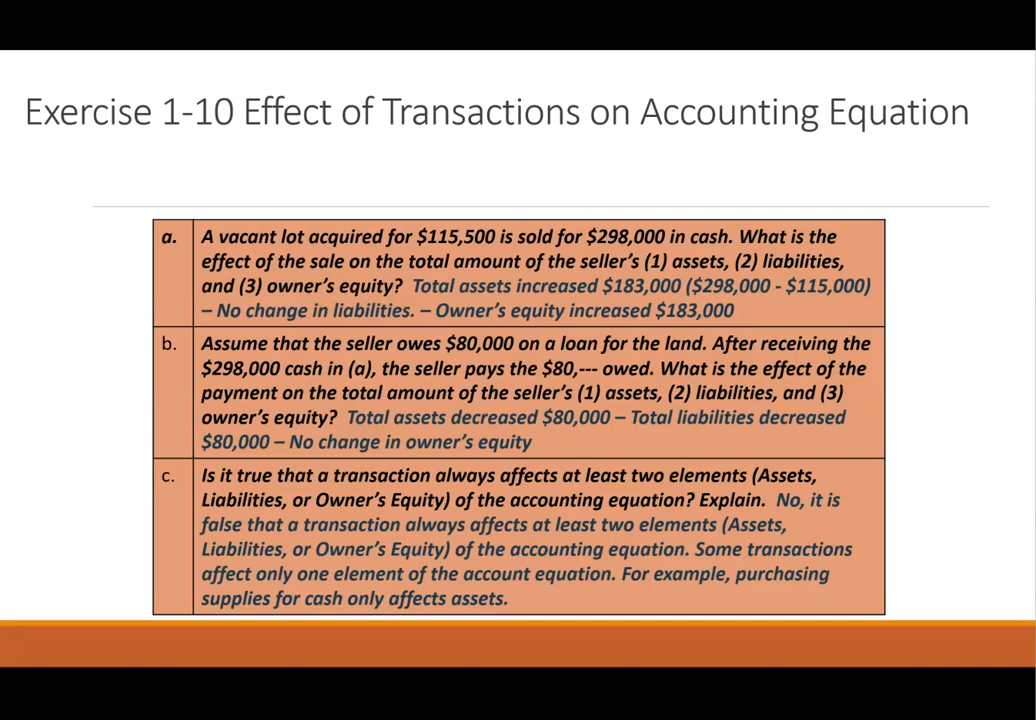 Exercise 1-10 Effect of Transactions on Accounting Equation
a. A vacant lot acquired for $115,500 is sold for $298,000 in cash. What is the
effect of the sale on the total amount of the seller's (1) assets, (2) liabilities,
and (3) owner's equity? Total assets increased $183,000 ($298,000 - $115,000)
– No change in liabilities. – Owner's equity increased $183,000
b. Assume that the seller owes $80,000 on a loan for the land. After receiving the
$298,000 cash in (a), the seller pays the $80,--- owed. What is the effect of the
payment on the total amount of the seller's (1) assets, (2) liabilities, and (3)
owner's equity? Total assets decreased $80,000 – Total liabilities decreased
$80,000 – No change in owner's equity
c. Is it true that a transaction always affects at least two elements (Assets,
Liabilities, or Owner's Equity) of the accounting equation? Explain. No, it is
false that a transaction always affects at least two elements (Assets,
Liabilities, or Owner's Equity) of the accounting equation. Some transactions
affect only one element of the account equation. For example, purchasing
supplies for cash only affects assets.